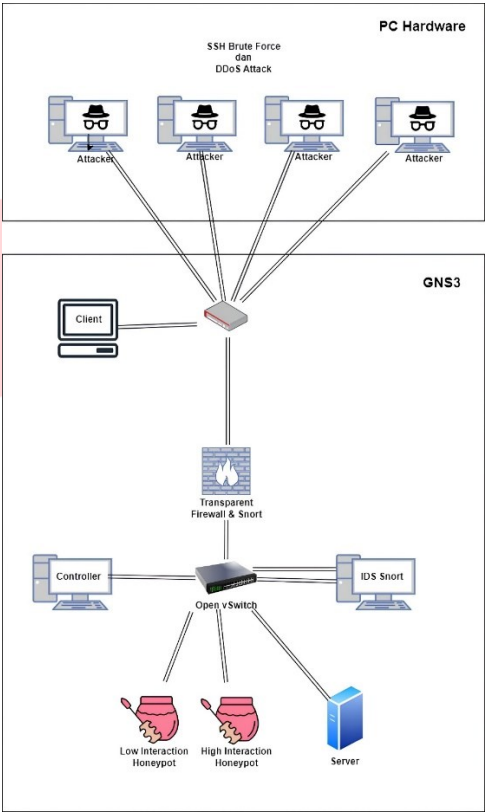 PC Hardware
SSH Brute Force
dan
DDoS Attack
Attacker
Attacker
Attacker
Attacker
GNS3
Client
Transparent
Firewall & Snort
Controller
IDS Snort
Open vSwitch
Low Interaction
Honeypot
High Interaction
Honeypot
Server